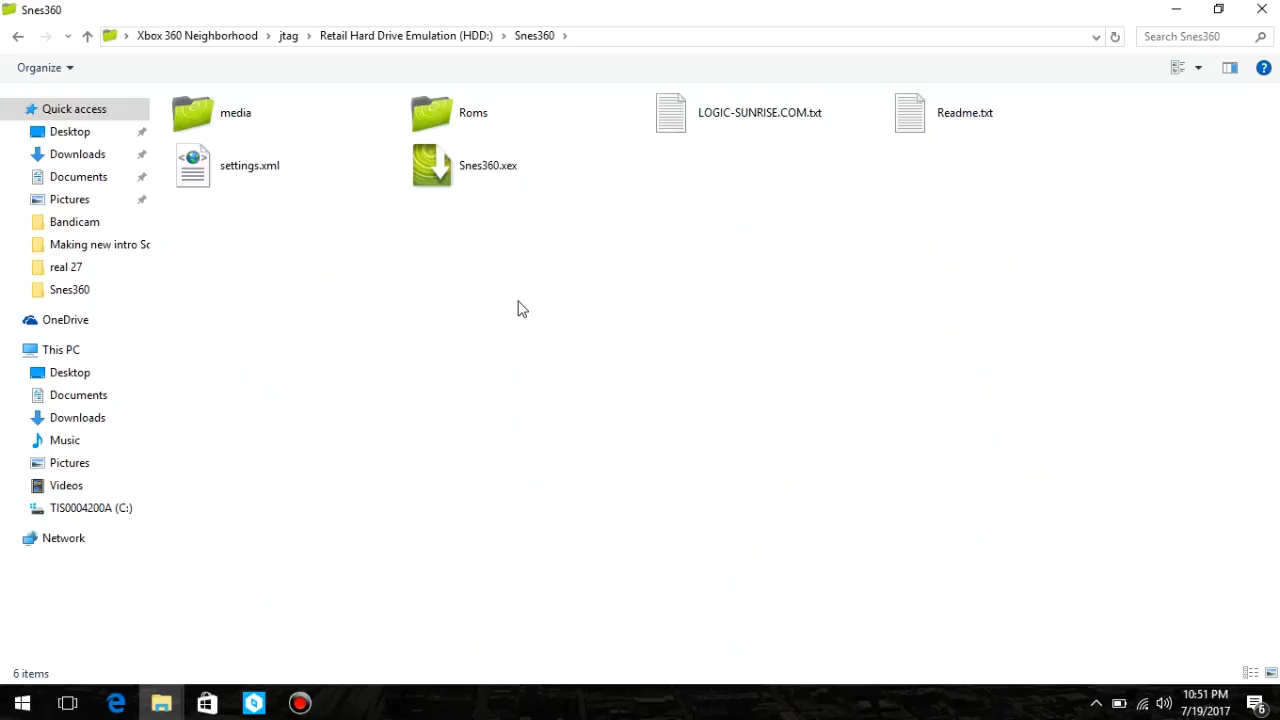 Snes360
Xbox 360 Neighborhood
jtag
Retail Hard Drive Emulation (HDD:)
Snes360
Search Snes360
Organize
Quick access
Desktop
Downloads
Documents
Pictures
Bandicam
Making new intro Sc
real 27
Snes360
OneDrive
This PC
Desktop
Documents
Downloads
Music
Pictures
Videos
TIS0004200A (C:)
Network
media
Roms
LOGIC-SUNRISE.COM.txt
Readme.txt
settings.xml
Snes360.xex
6 items
10:51 PM
7/19/2017
6